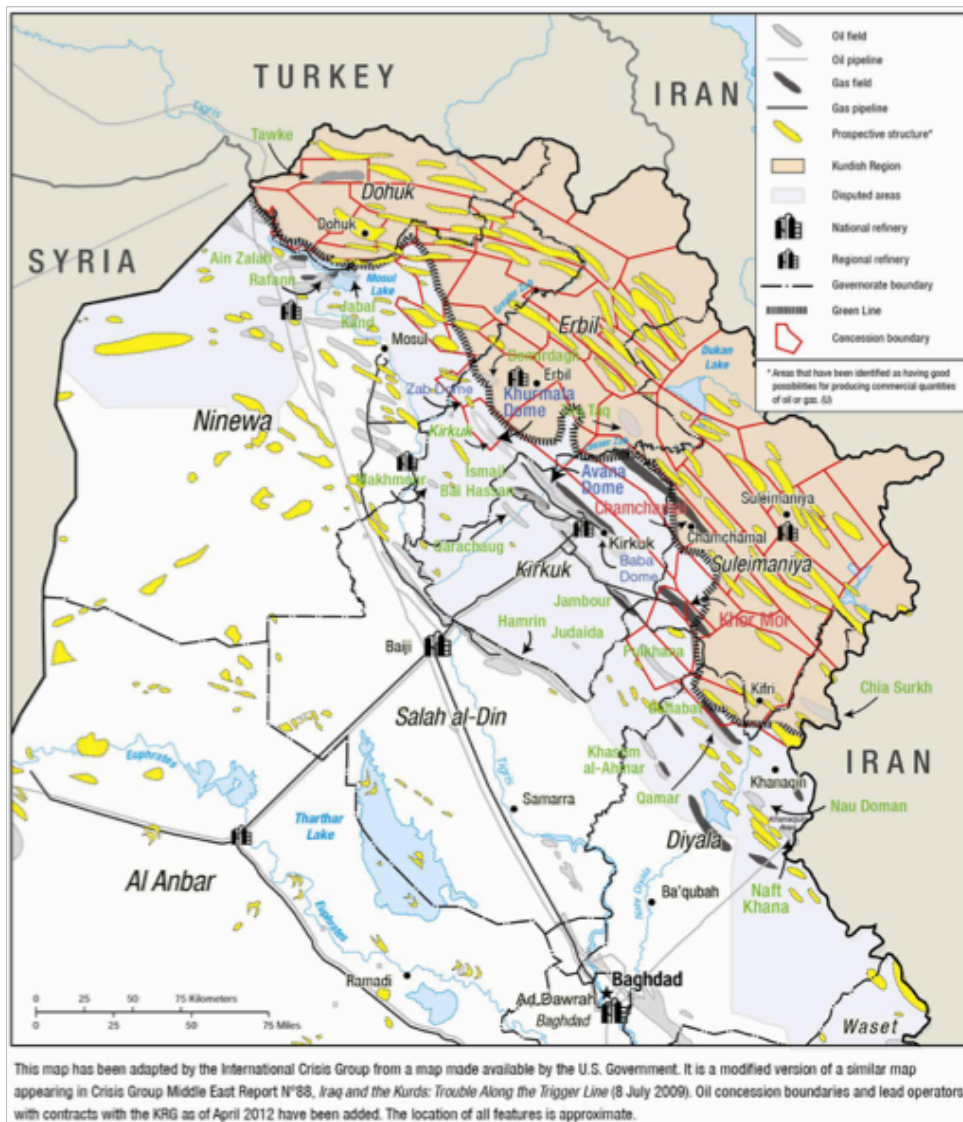 TURKEY
IRAN
SYRIA
Tigris
Tawke
Dohuk
Dohuk
Ain Zalah
Mosul Lake
Jabal
Kand
Mosul
Greater Zab
Erbil
Dukan Lake
Erbil
Zab Dome
Khurmala
Dome
Taq
Ninewa
Kirkuk
Ismail
Bai Hassan
Makhmour
Avana
Dome
Suleimaniya
Chamchamal
Kirkuk
Baba
Dome
Suleimaniya
Qarachaug
Kirkuk
Jambour
Khor Mor
Hamrin
Judaida
Pulkhana
Baiji
Kifri
Chia Surkh
Salah al-Din
Khashm
al-Ahmar
IRAN
Euphrates
Tigris
Khanaqin
Qamar
Nau Doman
Samarra
Tharthar
Lake
Diyala
Al Anbar
Ba'qubah
Naft
Khana
Euphrates
Ramadi
Baghdad
Ad Dawrah
Baghdad
Waset
0 25 50 75 Kilometers
0 25 50 75 Miles
Oil field
Oil pipeline
Gas field
Gas pipeline
Prospective structure*
Kurdish Region
Disputed areas
National refinery
Regional refinery
Governorate boundary
Green Line
Concession boundary
* Areas that have been identified as having good
possibilities for producing commercial quantities
of oil or gas. (U)
This map has been adapted by the International Crisis Group from a map made available by the U.S. Government. It is a modified version of a similar map
appearing in Crisis Group Middle East Report N°88, Iraq and the Kurds: Trouble Along the Trigger Line (8 July 2009). Oil concession boundaries and lead operators
with contracts with the KRG as of April 2012 have been added. The location of all features is approximate.